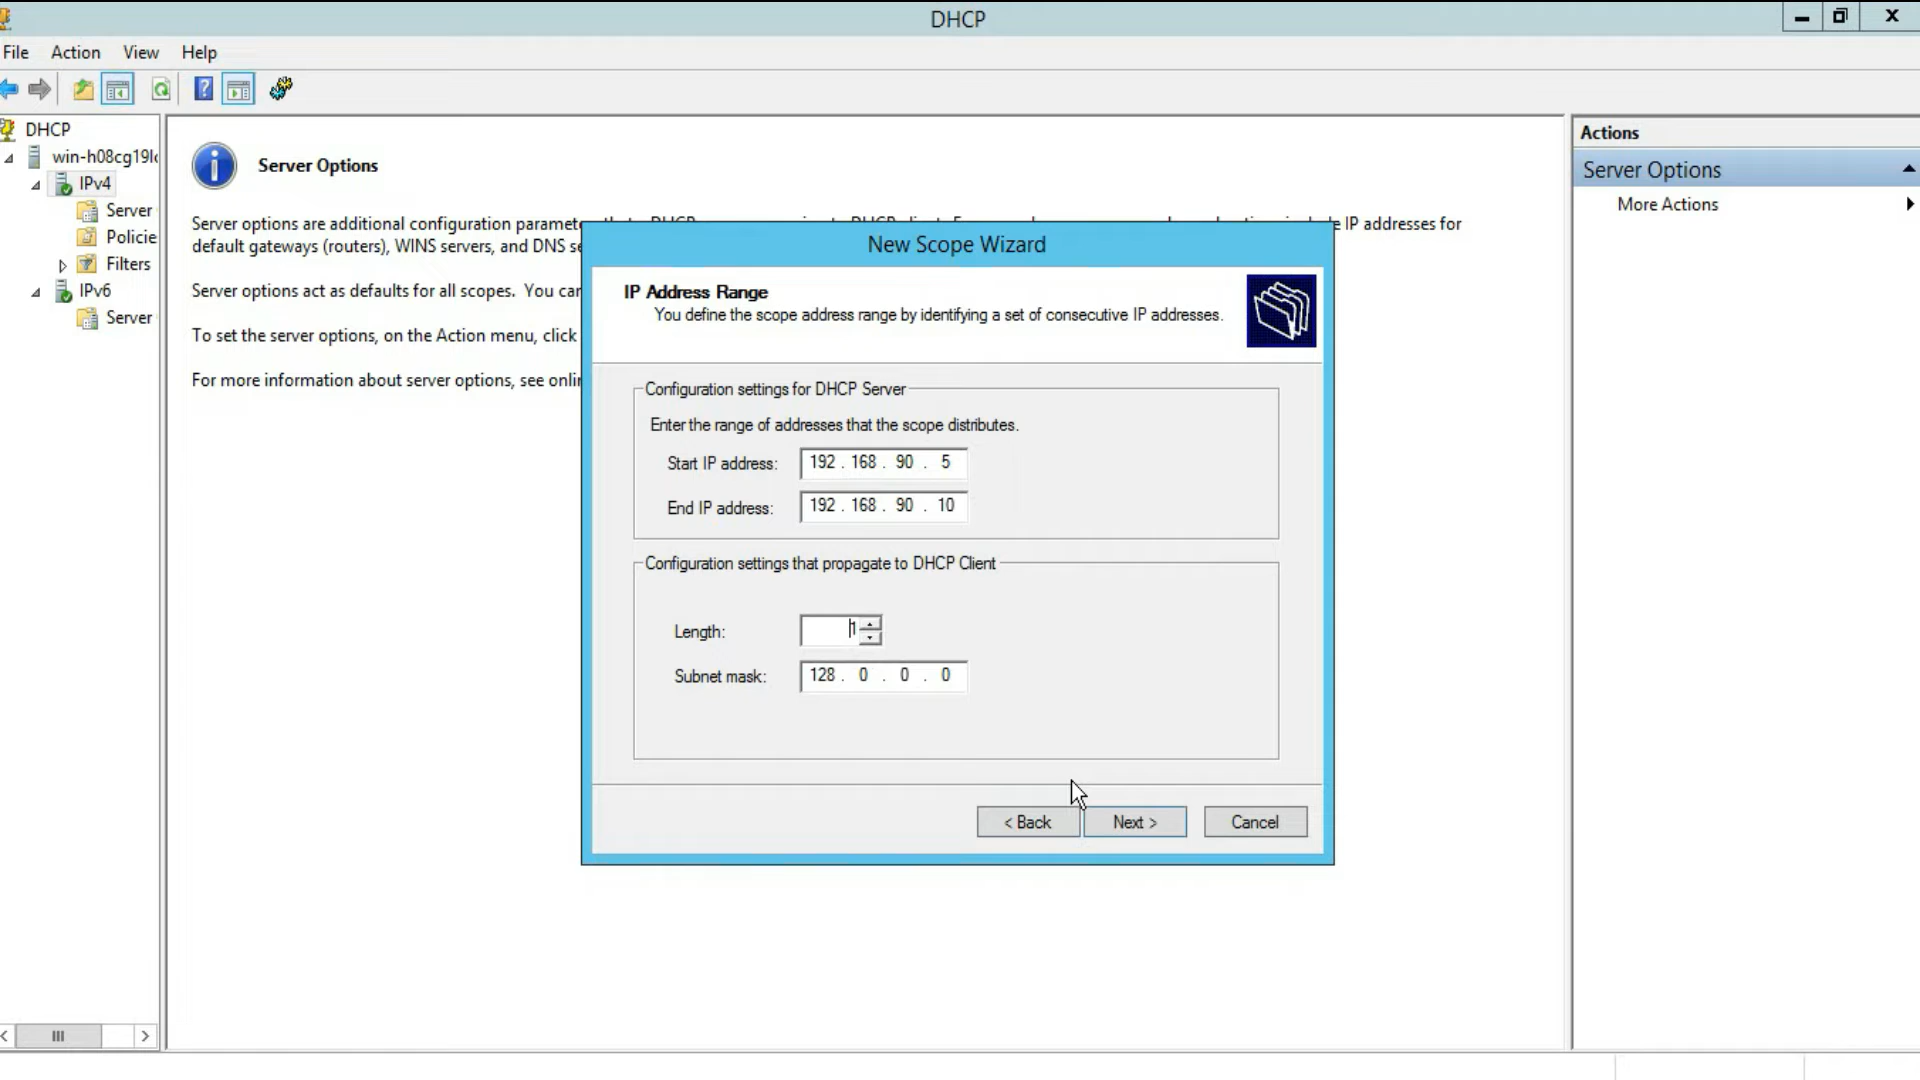 DHCP
File Action View Help
DHCP
win-h08cg19l
IPv4
Server
Policie
Filters
IPv6
Server
Server Options
Server options are additional configuration
default gateways (routers), WINS servers, and DNS se
IP addresses for
Server options act as defaults for all scopes. You can
To set the server options, on the Action menu, click
For more information about server options, see onlin
New Scope Wizard
IP Address Range
You define the scope address range by identifying a set of consecutive IP addresses.
Configuration settings for DHCP Server
Enter the range of addresses that the scope distributes.
Start IP address: 192 . 168 . 90 . 5
End IP address: 192 . 168 . 90 . 10
Configuration settings that propagate to DHCP Client
Length: 1
Subnet mask: 128 . 0 . 0 . 0
< Back Next > Cancel
Actions
Server Options
More Actions